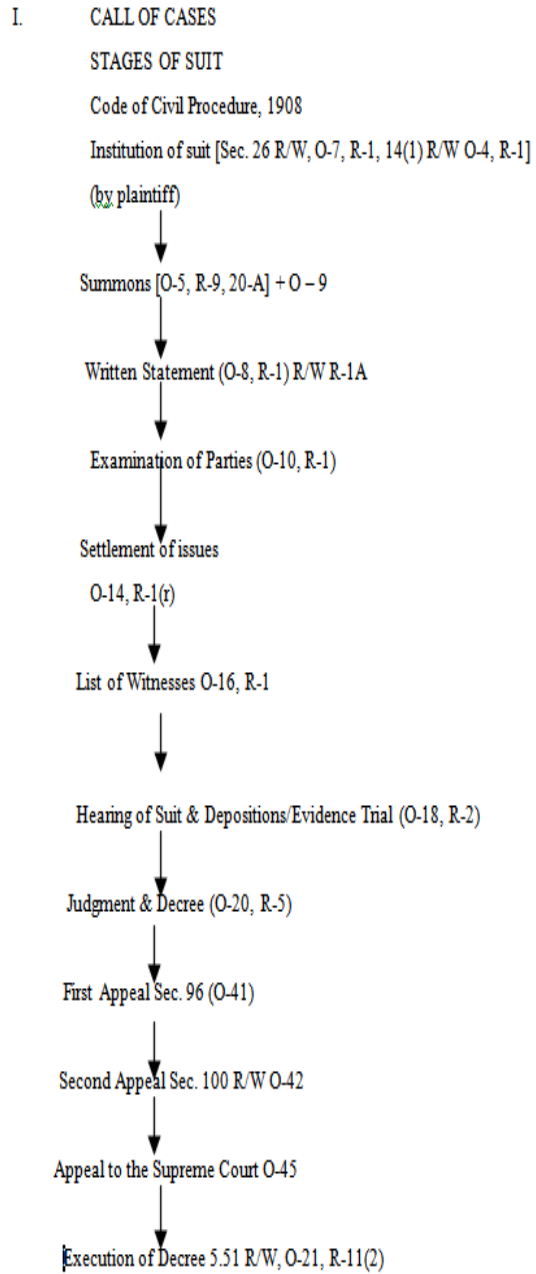 I. CALL OF CASES
STAGES OF SUIT
Code of Civil Procedure, 1908
Institution of suit [Sec. 26 R/W, O-7, R-1, 14(1) R/W O-4, R-1]
(by plaintiff)
Summons [O-5, R-9, 20-A] + O – 9
Written Statement (O-8, R-1) R/W R-1A
Examination of Parties (O-10, R-1)
Settlement of issues
O-14, R-1(r)
List of Witnesses O-16, R-1
Hearing of Suit & Depositions/Evidence Trial (O-18, R-2)
Judgment & Decree (O-20, R-5)
First Appeal Sec. 96 (O-41)
Second Appeal Sec. 100 R/W O-42
Appeal to the Supreme Court O-45
Execution of Decree 5.51 R/W, O-21, R-11(2)